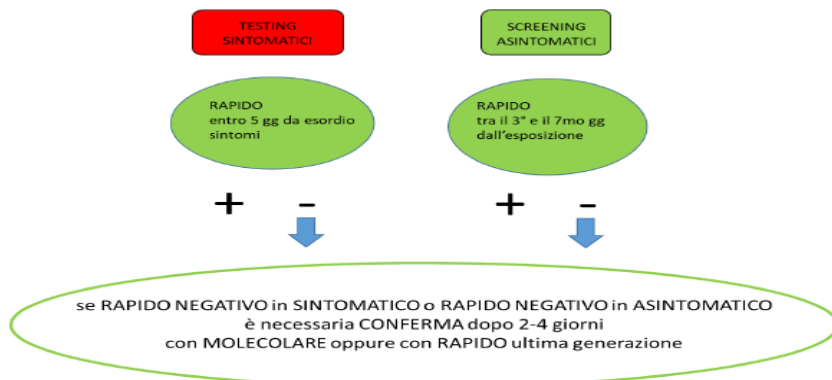 TESTING
SINTOMATICI
SCREENING
ASINTOMATICI
RAPIDO
entro 5 gg da esordio
sintomi
RAPIDO
tra il 3° e il 7mo gg
dall'esposizione
+ -
+ -
se RAPIDO NEGATIVO in SINTOMATICO o RAPIDO NEGATIVO in ASINTOMATICO
è necessaria CONFERMA dopo 2-4 giorni
con MOLECOLARE oppure con RAPIDO ultima generazione